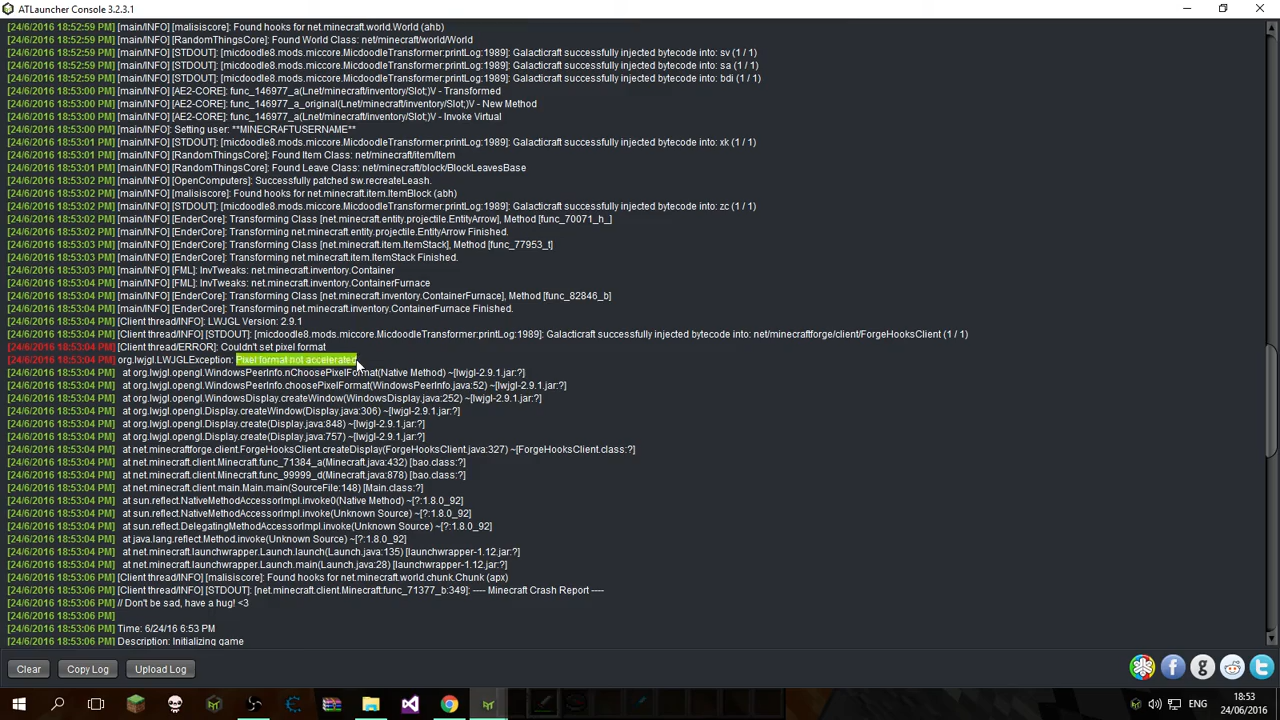 ATLauncher Console 3.2.3.1
[24/6/2016 18:52:59 PM] [main/INFO] [malisiscore]: Found hooks for net.minecraft.world.World (ahb)
[24/6/2016 18:52:59 PM] [main/INFO] [RandomThingsCore]: Found World Class: net/minecraft/world/World
[24/6/2016 18:52:59 PM] [main/INFO] [STDOUT]: [micdoodle8.mods.miccore.MicdoodleTransformer:printLog:1989]: Galacticraft successfully injected bytecode into: sv (1 / 1)
[24/6/2016 18:52:59 PM] [main/INFO] [STDOUT]: [micdoodle8.mods.miccore.MicdoodleTransformer:printLog:1989]: Galacticraft successfully injected bytecode into: sa (1 / 1)
[24/6/2016 18:52:59 PM] [main/INFO] [STDOUT]: [micdoodle8.mods.miccore.MicdoodleTransformer:printLog:1989]: Galacticraft successfully injected bytecode into: bdi (1 / 1)
[24/6/2016 18:53:00 PM] [main/INFO] [AE2-CORE]: func_146977_a(Lnet/minecraft/inventory/Slot;)V - Transformed
[24/6/2016 18:53:00 PM] [main/INFO] [AE2-CORE]: func_146977_a_original(Lnet/minecraft/inventory/Slot;)V - New Method
[24/6/2016 18:53:00 PM] [main/INFO] [AE2-CORE]: func_146977_a(Lnet/minecraft/inventory/Slot;)V - Invoke Virtual
[24/6/2016 18:53:00 PM] [main/INFO]: Setting user: **MINECRAFTUSERNAME**
[24/6/2016 18:53:01 PM] [main/INFO] [STDOUT]: [micdoodle8.mods.miccore.MicdoodleTransformer:printLog:1989]: Galacticraft successfully injected bytecode into: xk (1 / 1)
[24/6/2016 18:53:01 PM] [main/INFO] [RandomThingsCore]: Found Item Class: net/minecraft/item/Item
[24/6/2016 18:53:01 PM] [main/INFO] [RandomThingsCore]: Found Leave Class: net/minecraft/block/BlockLeavesBase
[24/6/2016 18:53:02 PM] [main/INFO] [OpenComputers]: Successfully patched sw.recreateLeash.
[24/6/2016 18:53:02 PM] [main/INFO] [malisiscore]: Found hooks for net.minecraft.item.ItemBlock (abh)
[24/6/2016 18:53:02 PM] [main/INFO] [STDOUT]: [micdoodle8.mods.miccore.MicdoodleTransformer:printLog:1989]: Galacticraft successfully injected bytecode into: zc (1 / 1)
[24/6/2016 18:53:02 PM] [main/INFO] [EnderCore]: Transforming Class [net.minecraft.entity.projectile.EntityArrow], Method [func_70071_h_]
[24/6/2016 18:53:02 PM] [main/INFO] [EnderCore]: Transforming net.minecraft.entity.projectile.EntityArrow Finished.
[24/6/2016 18:53:03 PM] [main/INFO] [EnderCore]: Transforming Class [net.minecraft.item.ItemStack], Method [func_77953_t]
[24/6/2016 18:53:03 PM] [main/INFO] [EnderCore]: Transforming net.minecraft.item.ItemStack Finished.
[24/6/2016 18:53:03 PM] [main/INFO] [FML]: InvTweaks: net.minecraft.inventory.Container
[24/6/2016 18:53:04 PM] [main/INFO] [FML]: InvTweaks: net.minecraft.inventory.ContainerFurnace
[24/6/2016 18:53:04 PM] [main/INFO] [EnderCore]: Transforming Class [net.minecraft.inventory.ContainerFurnace], Method [func_82846_b]
[24/6/2016 18:53:04 PM] [main/INFO] [EnderCore]: Transforming net.minecraft.inventory.ContainerFurnace Finished.
[24/6/2016 18:53:04 PM] [Client thread/INFO]: LWJGL Version: 2.9.1
[24/6/2016 18:53:04 PM] [Client thread/INFO] [STDOUT]: [micdoodle8.mods.miccore.MicdoodleTransformer:printLog:1989]: Galacticraft successfully injected bytecode into: net/minecraftforge/client/ForgeHooksClient (1 / 1)
[24/6/2016 18:53:04 PM] [Client thread/ERROR]: Couldn't set pixel format
[24/6/2016 18:53:04 PM] org.lwjgl.LWJGLException: Pixel format not accelerated
[24/6/2016 18:53:04 PM] at org.lwjgl.opengl.WindowsPeerInfo.nChoosePixelFormat(Native Method) ~[lwjgl-2.9.1.jar:?]
[24/6/2016 18:53:04 PM] at org.lwjgl.opengl.WindowsPeerInfo.choosePixelFormat(WindowsPeerInfo.java:52) ~[lwjgl-2.9.1.jar:?]
[24/6/2016 18:53:04 PM] at org.lwjgl.opengl.WindowsDisplay.createWindow(WindowsDisplay.java:252) ~[lwjgl-2.9.1.jar:?]
[24/6/2016 18:53:04 PM] at org.lwjgl.opengl.Display.createWindow(Display.java:306) ~[lwjgl-2.9.1.jar:?]
[24/6/2016 18:53:04 PM] at org.lwjgl.opengl.Display.create(Display.java:848) ~[lwjgl-2.9.1.jar:?]
[24/6/2016 18:53:04 PM] at org.lwjgl.opengl.Display.create(Display.java:757) ~[lwjgl-2.9.1.jar:?]
[24/6/2016 18:53:04 PM] at net.minecraftforge.client.ForgeHooksClient.createDisplay(ForgeHooksClient.java:327) ~[ForgeHooksClient.class:?]
[24/6/2016 18:53:04 PM] at net.minecraft.client.Minecraft.func_71384_a(Minecraft.java:432) [bao.class:?]
[24/6/2016 18:53:04 PM] at net.minecraft.client.Minecraft.func_99999_d(Minecraft.java:878) [bao.class:?]
[24/6/2016 18:53:04 PM] at net.minecraft.client.main.Main.main(SourceFile:148) [Main.class:?]
[24/6/2016 18:53:04 PM] at sun.reflect.NativeMethodAccessorImpl.invoke0(Native Method) ~[?:1.8.0_92]
[24/6/2016 18:53:04 PM] at sun.reflect.NativeMethodAccessorImpl.invoke(Unknown Source) ~[?:1.8.0_92]
[24/6/2016 18:53:04 PM] at sun.reflect.DelegatingMethodAccessorImpl.invoke(Unknown Source) ~[?:1.8.0_92]
[24/6/2016 18:53:04 PM] at java.lang.reflect.Method.invoke(Unknown Source) ~[?:1.8.0_92]
[24/6/2016 18:53:04 PM] at net.minecraft.launchwrapper.Launch.launch(Launch.java:135) [launchwrapper-1.12.jar:?]
[24/6/2016 18:53:04 PM] at net.minecraft.launchwrapper.Launch.main(Launch.java:28) [launchwrapper-1.12.jar:?]
[24/6/2016 18:53:06 PM] [Client thread/INFO] [malisiscore]: Found hooks for net.minecraft.world.chunk.Chunk (apx)
[24/6/2016 18:53:06 PM] [Client thread/INFO] [STDOUT]: [net.minecraft.client.Minecraft:func_71377_b:349]: ---- Minecraft Crash Report ----
[24/6/2016 18:53:06 PM] // Don't be sad, have a hug! <3
[24/6/2016 18:53:06 PM]
[24/6/2016 18:53:06 PM] Time: 6/24/16 6:53 PM
[24/6/2016 18:53:06 PM] Description: Initializing game
Clear Copy Log Upload Log
ENG
18:53
24/06/2016